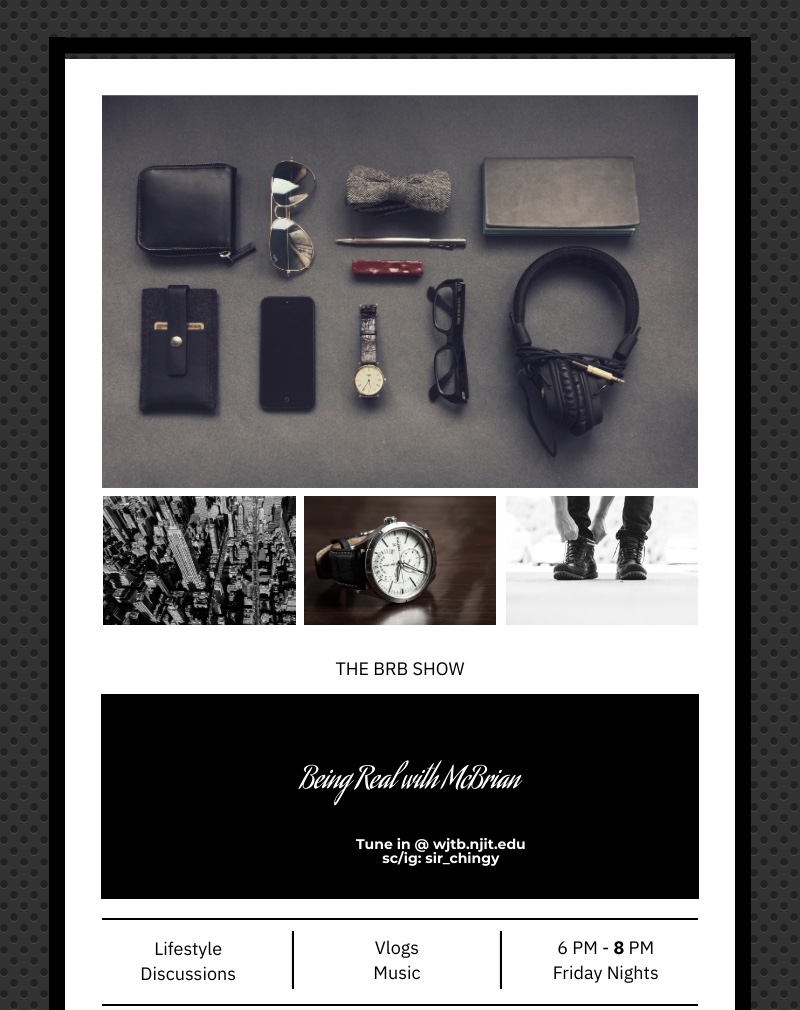 THE BRB SHOW
Being Real with McBrian
Tune in @ wjtb.njit.edu
sc/ig: sir_chingy
Lifestyle
Discussions
Vlogs
Music
6 PM - 8 PM
Friday Nights